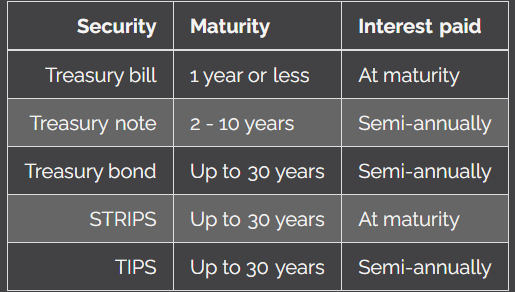 Security Maturity Interest paid
Treasury bill 1 year or less At maturity
Treasury note 2 - 10 years Semi-annually
Treasury bond Up to 30 years Semi-annually
STRIPS Up to 30 years At maturity
TIPS Up to 30 years Semi-annually